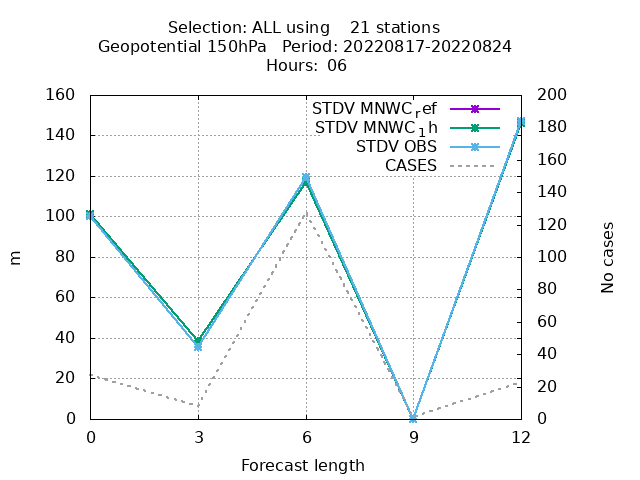 Selection: ALL using 21 stations
Geopotential 150hPa Period: 20220817-20220824
Hours: 06
STDV MNWCref
STDV MNWC1h
STDV OBS
CASES
160
140
120
100
80
60
40
20
0
200
180
160
140
120
100
80
60
40
20
0
m
No cases
0 3 6 9 12
Forecast length